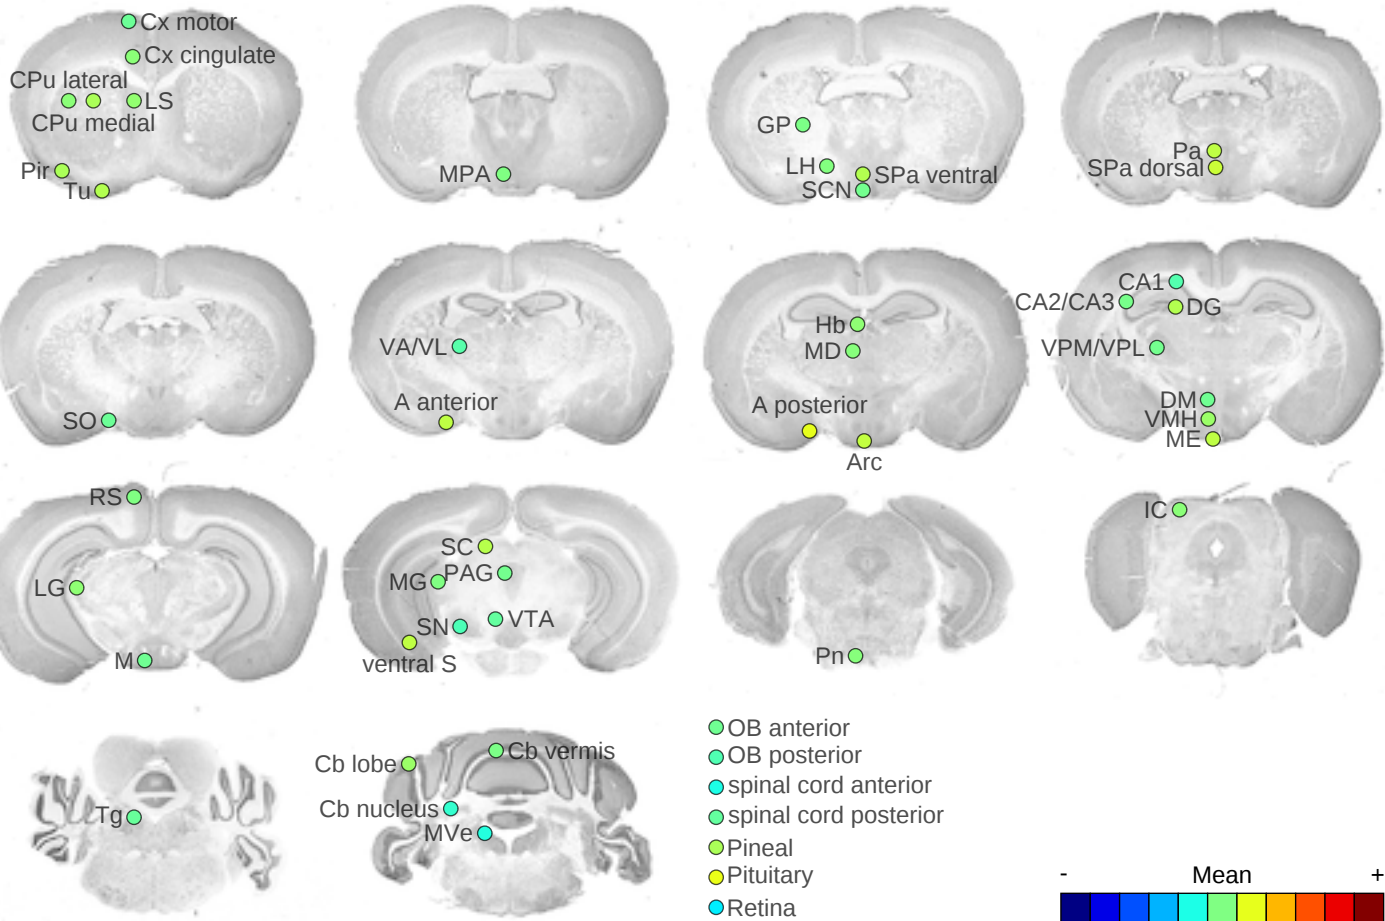 Cx motor
Cx cingulate
CPu lateral
LS
CPu medial
Pir
Tu
MPA
GP
LH
SPa ventral
SCN
Pa
SPa dorsal
SO
VA/VL
A anterior
Hb
MD
A posterior
Arc
CA1
CA2/CA3
DG
VPM/VPL
DM
VMH
ME
RS
LG
M
SC
MG
PAG
SN
VTA
ventral S
Pn
IC
Tg
Cb lobe
Cb vermis
Cb nucleus
MVe
OB anterior
OB posterior
spinal cord anterior
spinal cord posterior
Pineal
Pituitary
Retina
- Mean +